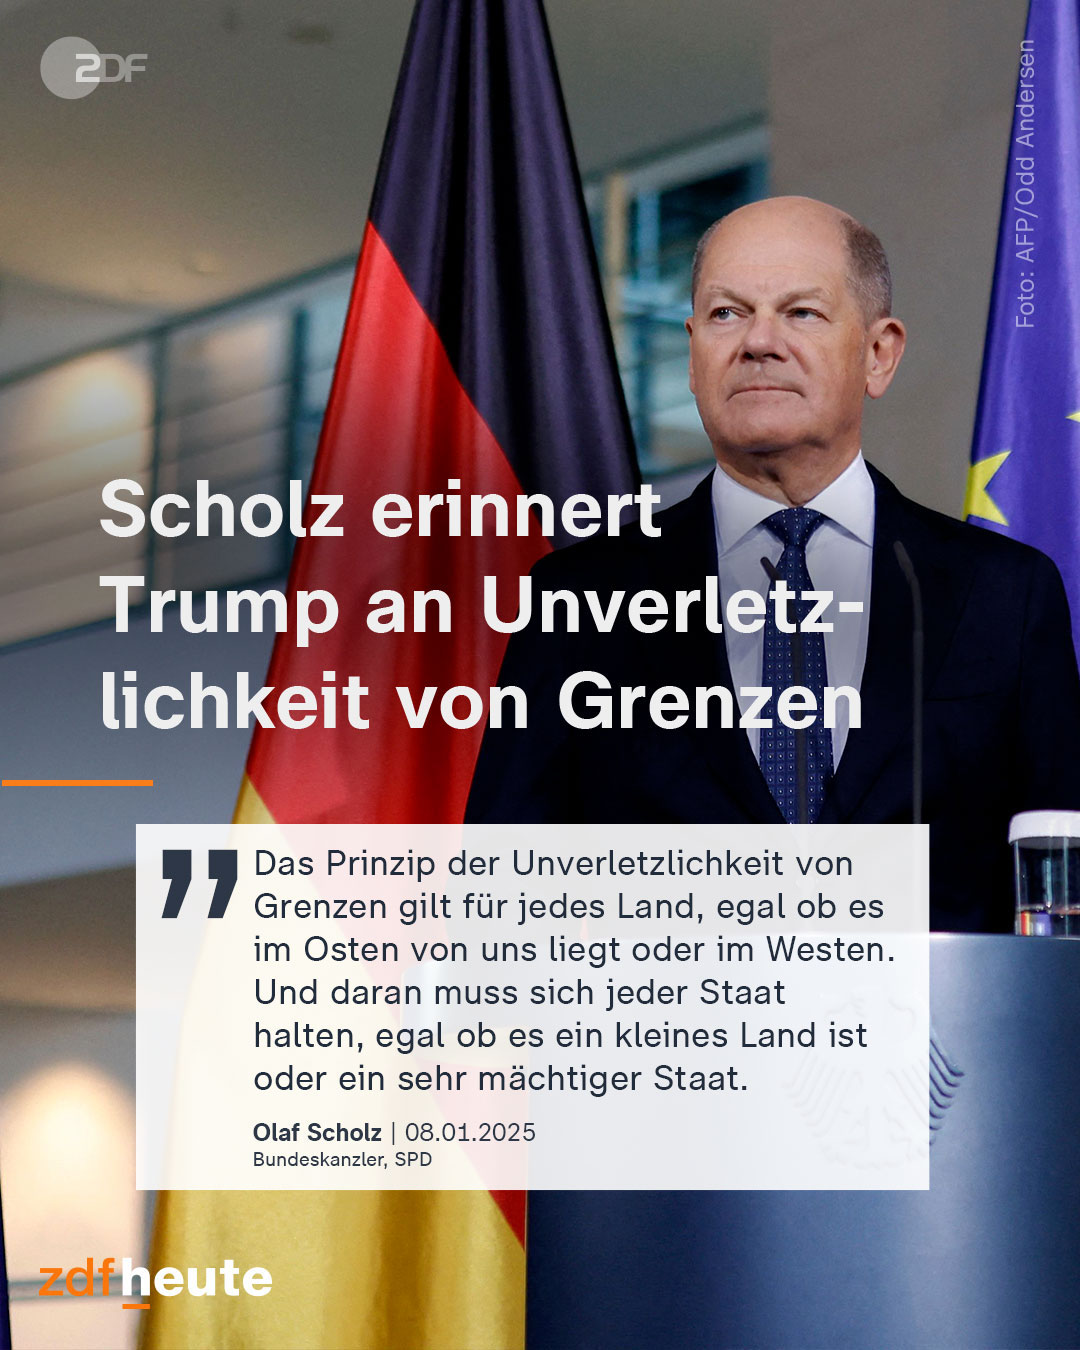 ZDF
Foto: AFP/Odd Andersen
Scholz erinnert
Trump an Unverletz-
lichkeit von Grenzen
" Das Prinzip der Unverletzlichkeit von
Grenzen gilt für jedes Land, egal ob es
im Osten von uns liegt oder im Westen.
Und daran muss sich jeder Staat
halten, egal ob es ein kleines Land ist
oder ein sehr mächtiger Staat.
Olaf Scholz | 08.01.2025
Bundeskanzler, SPD
zdfheute